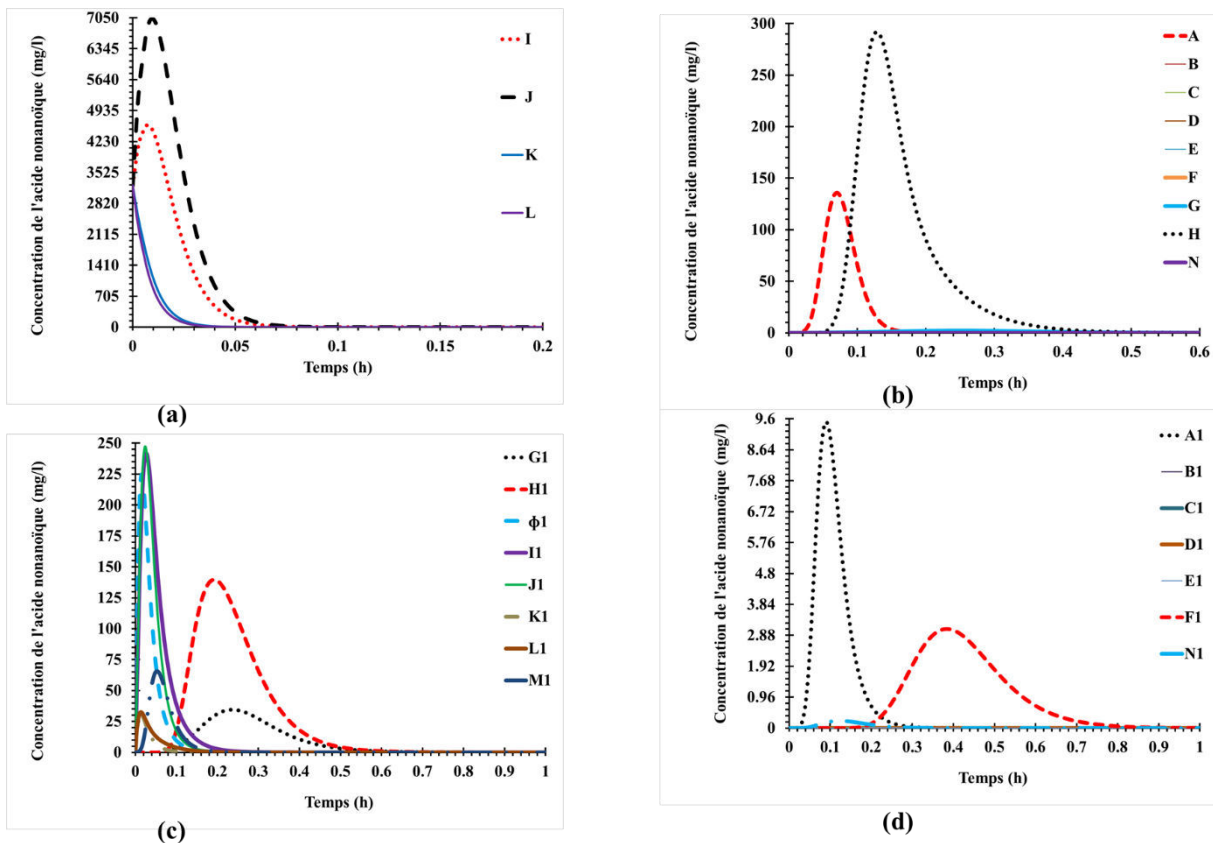 Concentration de l'acide nonanoïque (mg/l)
7050
6345
5640
4935
4230
3525
2820
2115
1410
705
0
0
0.05
0.1
0.15
0.2
Temps (h)
I
J
K
L
(a)
Concentration de l'acide nonanoïque (mg/l)
300
250
200
150
100
50
0
0
0.1
0.2
0.3
0.4
0.5
0.6
Temps (h)
A
B
C
D
E
F
G
H
N
(b)
Concentration de l'acide nonanoïque (mg/l)
250
225
200
175
150
125
100
75
50
25
0
0
0.1
0.2
0.3
0.4
0.5
0.6
0.7
0.8
0.9
1
Temps (h)
G1
H1
ϕ1
I1
J1
K1
L1
M1
(c)
Concentration de l'acide nonanoïque (mg/l)
9.6
8.64
7.68
6.72
5.76
4.8
3.84
2.88
1.92
0.96
0
0
0.1
0.2
0.3
0.4
0.5
0.6
0.7
0.8
0.9
1
Temps (h)
A1
B1
C1
D1
E1
F1
N1
(d)